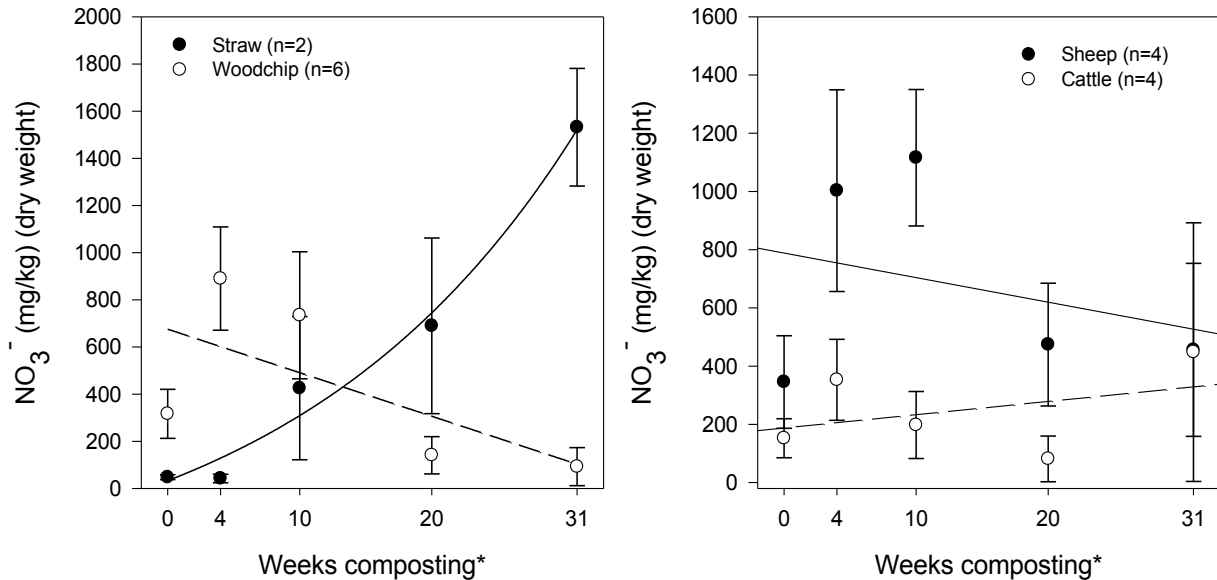 2000
1800
1600
1400
1200
1000
800
600
400
200
0
NO3- (mg/kg) (dry weight)
Straw (n=2)
Woodchip (n=6)
0 4 10 20 31
Weeks composting*
1600
1400
1200
1000
800
600
400
200
0
NO3- (mg/kg) (dry weight)
Sheep (n=4)
Cattle (n=4)
0 4 10 20 31
Weeks composting*